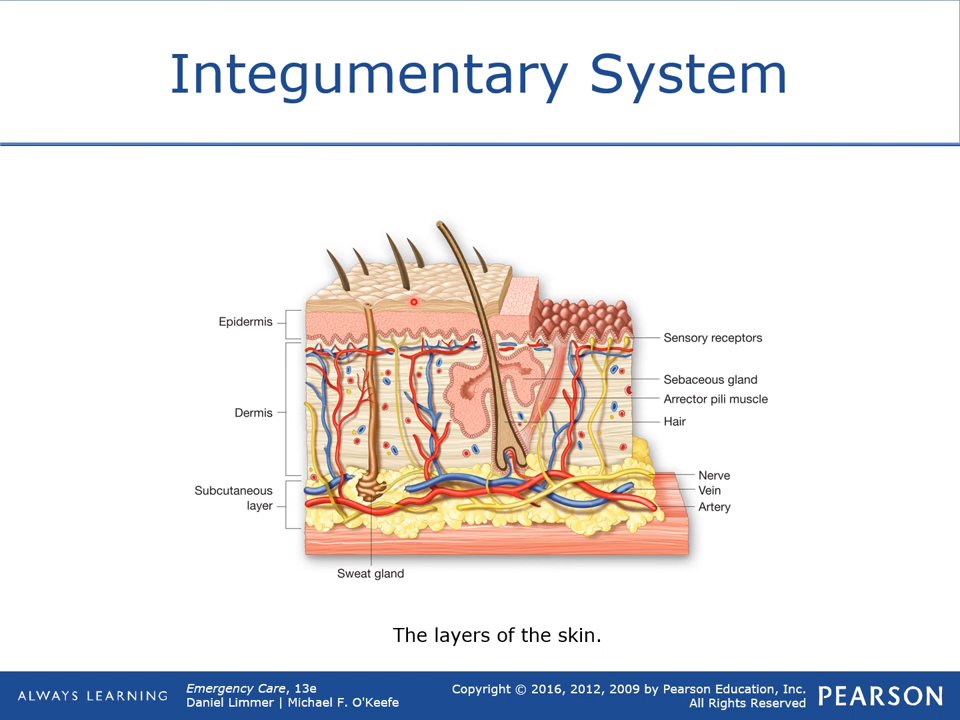 Integumentary System
Epidermis
Dermis
Subcutaneous
layer
Sweat gland
Sensory receptors
Sebaceous gland
Arrector pili muscle
Hair
Nerve
Vein
Artery
The layers of the skin.
ALWAYS LEARNING
Emergency Care, 13e
Daniel Limmer | Michael F. O'Keefe
Copyright © 2016, 2012, 2009 by Pearson Education, Inc.
All Rights Reserved
PEARSON